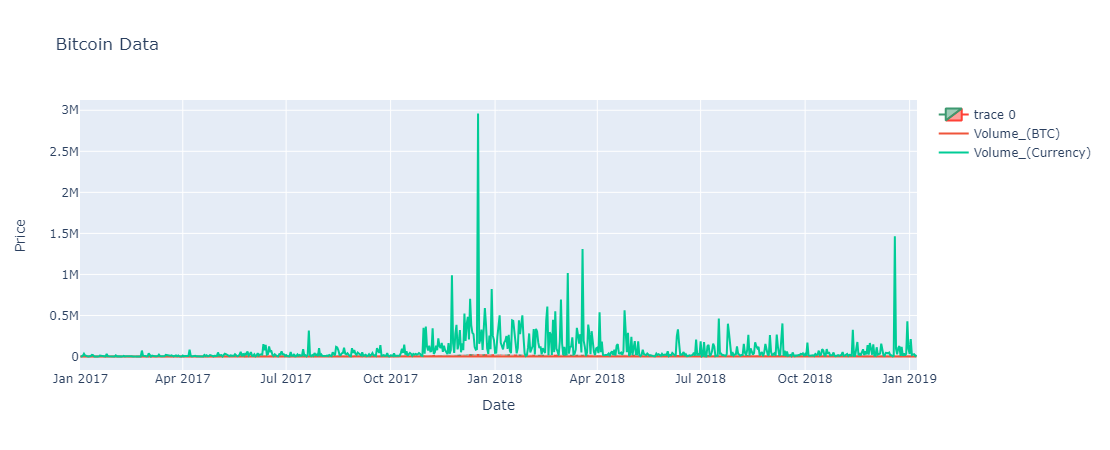 Bitcoin Data
3M
2.5M
2M
1.5M
1M
0.5M
0
Price
Jan 2017
Apr 2017
Jul 2017
Oct 2017
Jan 2018
Apr 2018
Jul 2018
Oct 2018
Jan 2019
Date
trace 0
Volume_(BTC)
Volume_(Currency)